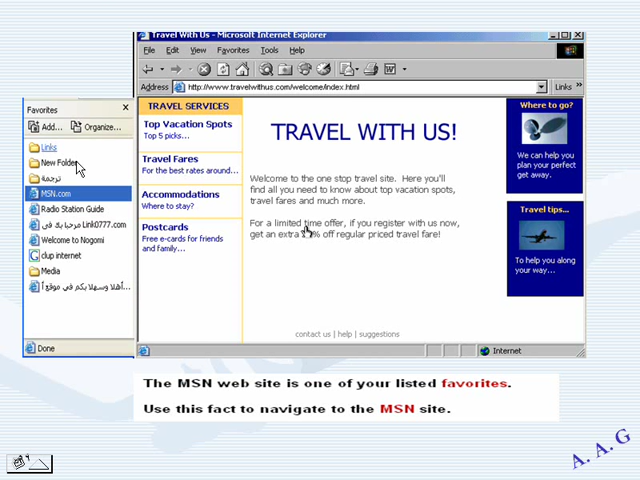 Travel With Us - Microsoft Internet Explorer
File Edit View Favorites Tools Help
Address http://www.travelwithus.com/welcome/index.html Links »
Favorites
Add... Organize...
Links
New Folder
ترجمة
MSN.com
Radio Station Guide
مرحبا بك في Link0777.com
Welcome to Nogomi
clup internet
Media
أهلا وسهلا بكم في موقع أ...
Done
TRAVEL SERVICES
Top Vacation Spots
Top 5 picks...
Travel Fares
For the best rates around...
Accommodations
Where to stay?
Postcards
Free e-cards for friends
and family...
TRAVEL WITH US!
Welcome to the one stop travel site. Here you'll
find all you need to know about top vacation spots,
travel fares and much more.
For a limited time offer, if you register with us now,
get an extra % off regular priced travel fare!
contact us | help | suggestions
Where to go?
We can help you
plan your perfect
get away.
Travel tips...
To help you along
your way...
Internet
The MSN web site is one of your listed favorites.
Use this fact to navigate to the MSN site.
A. A. G